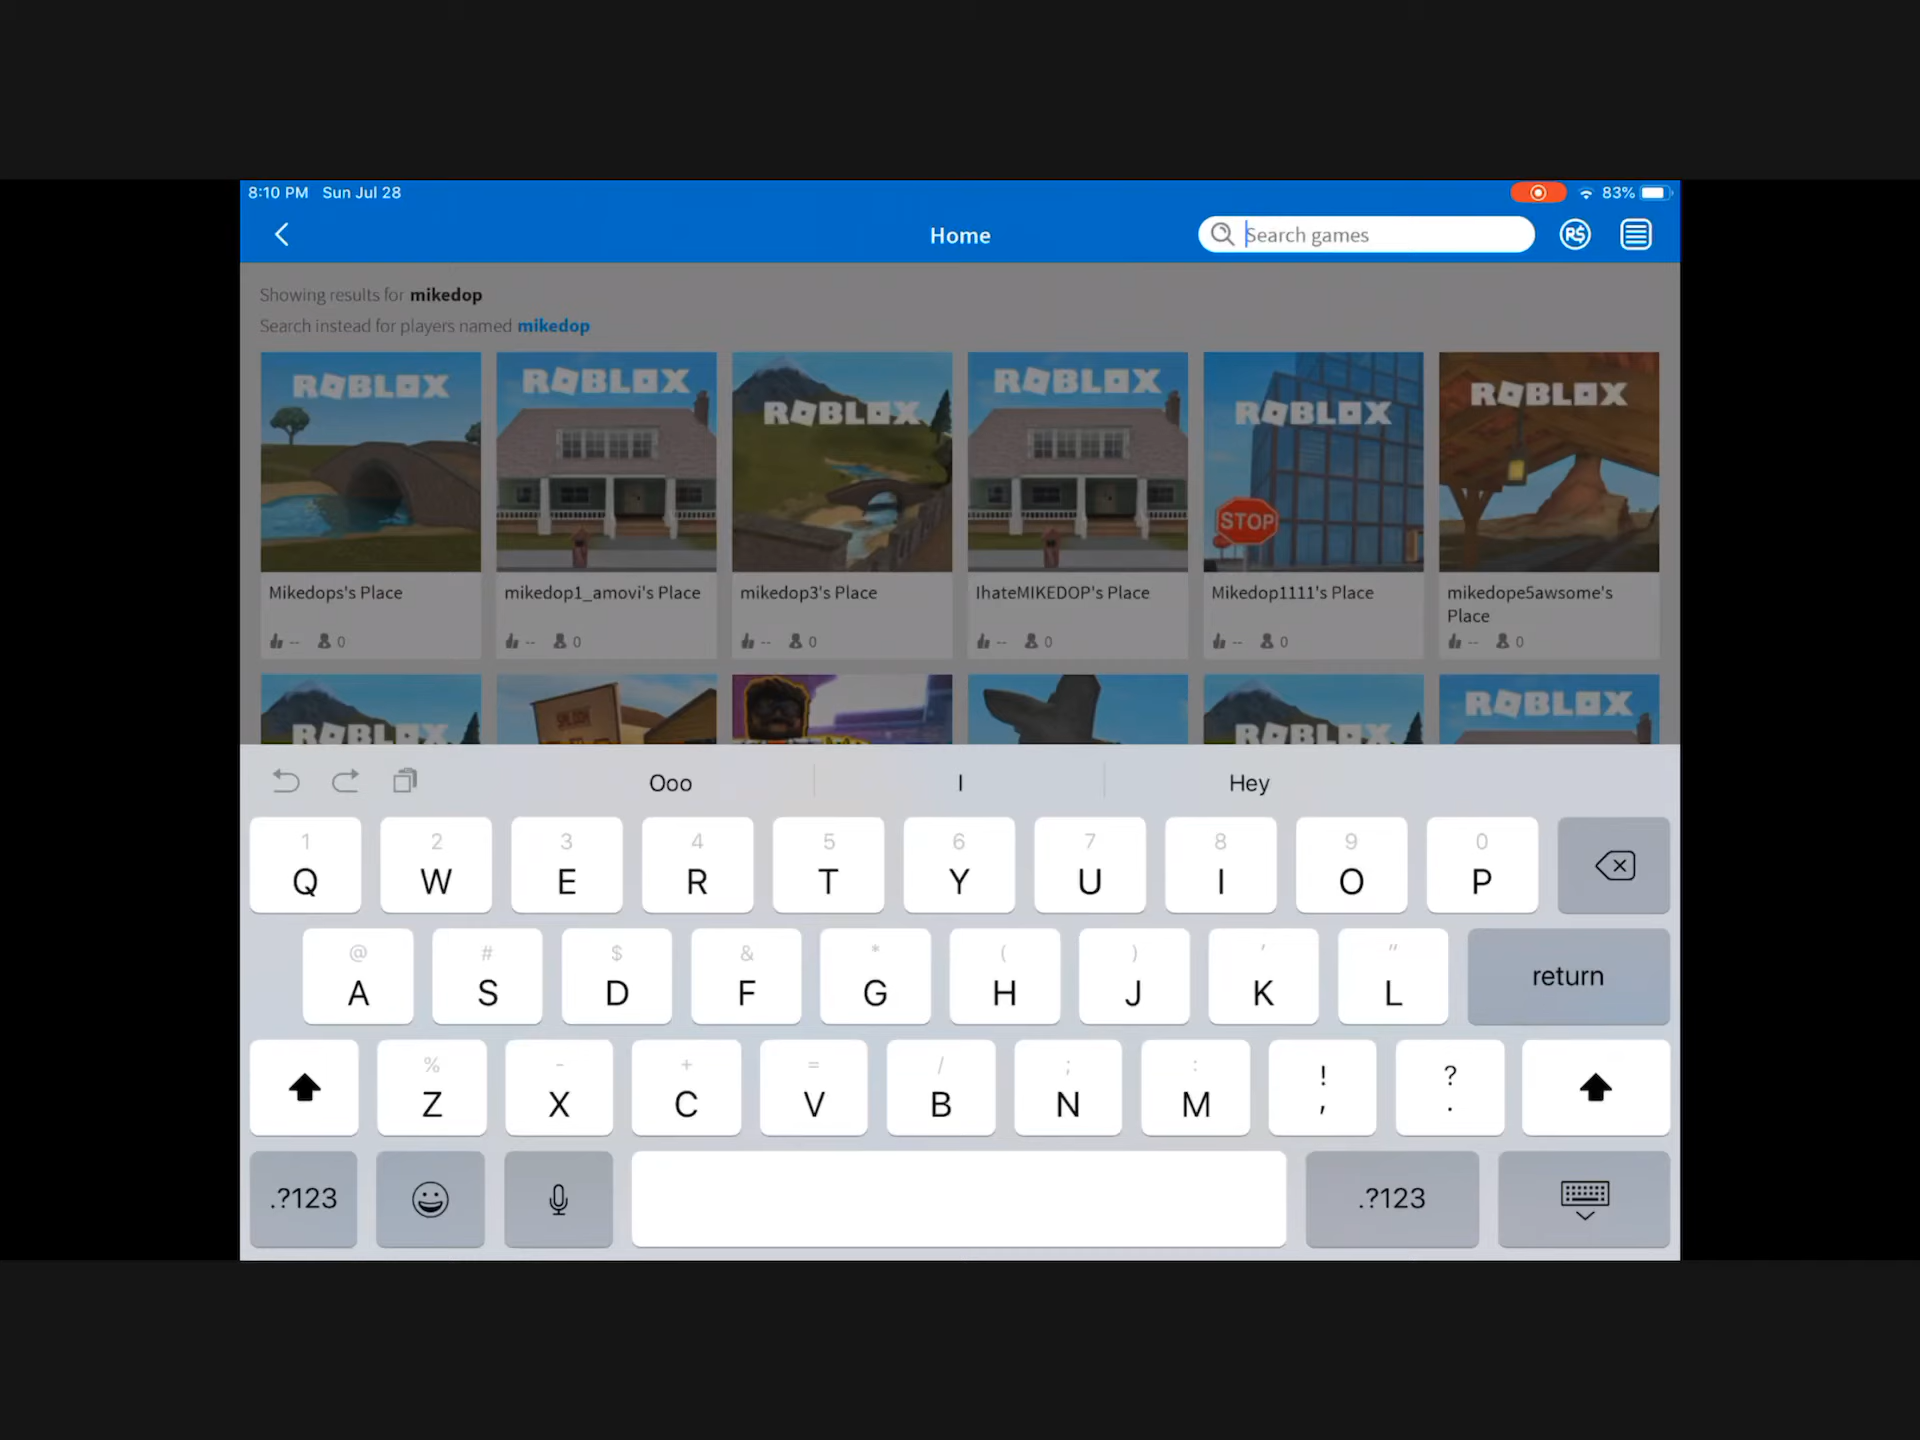 8:10 PM Sun Jul 28
83%
Home
Search games
R$
Showing results for mikedop
Search instead for players named mikedop
ROBLOX ROBLOX ROBLOX ROBLOX ROBLOX ROBLOX
STOP
Mikedops's Place
mikedop1_amovi's Place
mikedop3's Place
IhateMIKEDOP's Place
Mikedop1111's Place
mikedope5awsome's
Place
-- 0 -- 0 -- 0 -- 0 -- 0 -- 0
ROBLOX ROBLOX ROBLOX
Ooo I Hey
1 2 3 4 5 6 7 8 9 0
Q W E R T Y U I O P
@ # $ & * ( ) ' "
A S D F G H J K L return
% - + = / ; : ! ?
Z X C V B N M , .
.?123 .?123